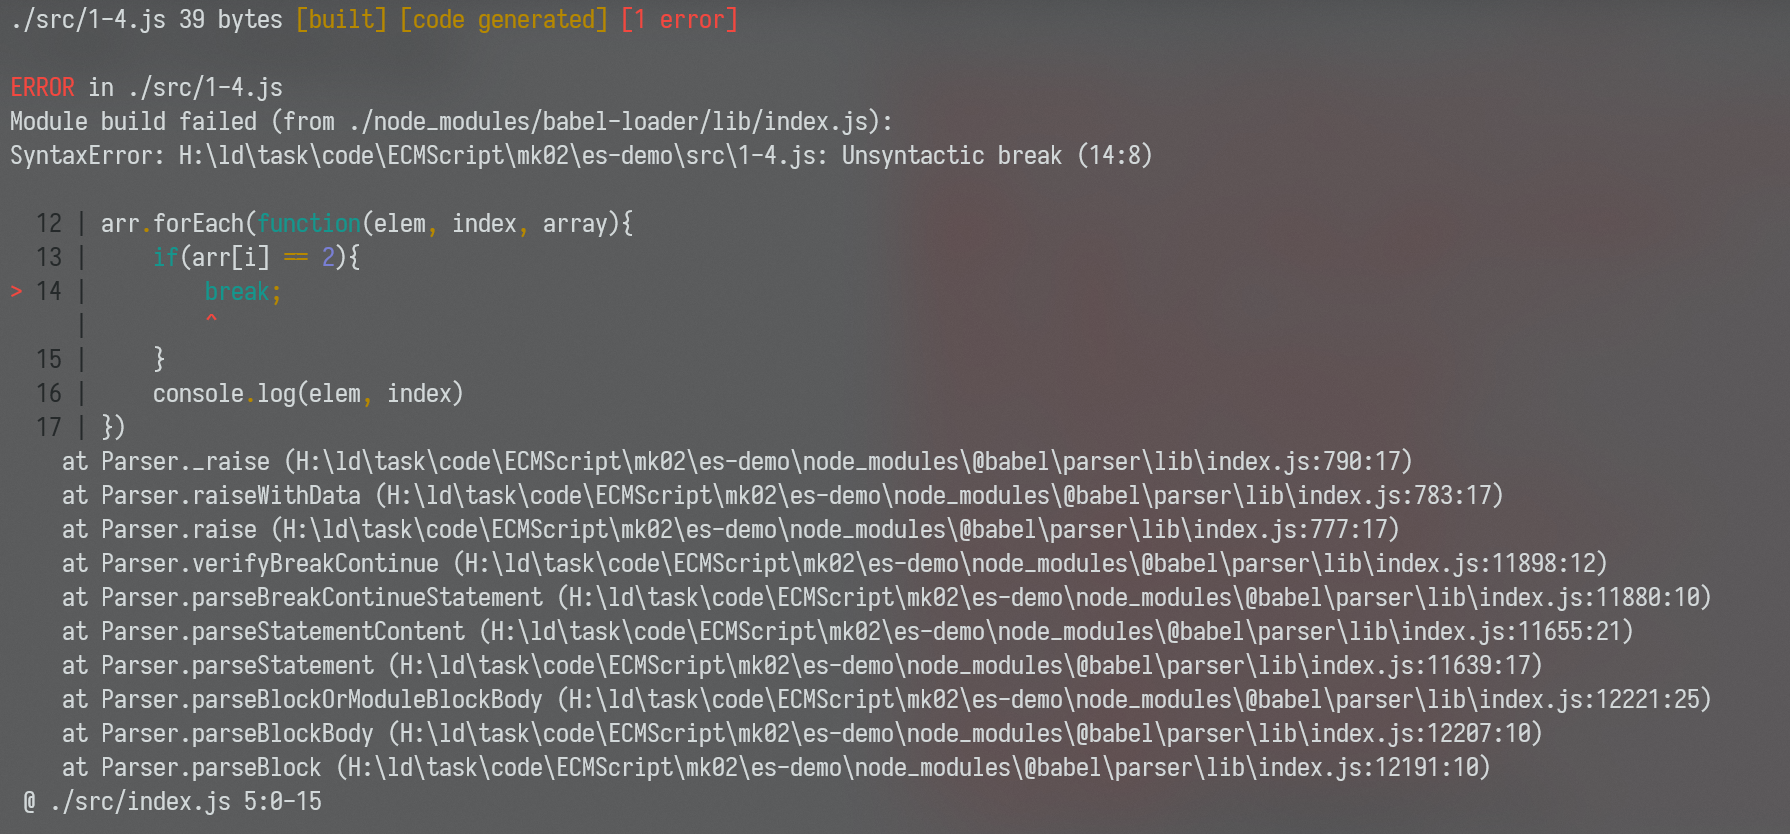 ./src/1-4.js 39 bytes [built] [code generated] [1 error]
ERROR in ./src/1-4.js
Module build failed (from ./node_modules/babel-loader/lib/index.js):
SyntaxError: H:\ld\task\code\ECMScript\mk02\es-demo\src\1-4.js: Unsyntactic break (14:8)
  12 | arr.forEach(function(elem, index, array){
  13 |     if(arr[i] == 2){
> 14 |         break;
     |         ^
  15 |     }
  16 |     console.log(elem, index)
  17 | })
    at Parser._raise (H:\ld\task\code\ECMScript\mk02\es-demo\node_modules\@babel\parser\lib\index.js:790:17)
    at Parser.raiseWithData (H:\ld\task\code\ECMScript\mk02\es-demo\node_modules\@babel\parser\lib\index.js:783:17)
    at Parser.raise (H:\ld\task\code\ECMScript\mk02\es-demo\node_modules\@babel\parser\lib\index.js:777:17)
    at Parser.verifyBreakContinue (H:\ld\task\code\ECMScript\mk02\es-demo\node_modules\@babel\parser\lib\index.js:11898:12)
    at Parser.parseBreakContinueStatement (H:\ld\task\code\ECMScript\mk02\es-demo\node_modules\@babel\parser\lib\index.js:11880:10)
    at Parser.parseStatementContent (H:\ld\task\code\ECMScript\mk02\es-demo\node_modules\@babel\parser\lib\index.js:11655:21)
    at Parser.parseStatement (H:\ld\task\code\ECMScript\mk02\es-demo\node_modules\@babel\parser\lib\index.js:11639:17)
    at Parser.parseBlockOrModuleBlockBody (H:\ld\task\code\ECMScript\mk02\es-demo\node_modules\@babel\parser\lib\index.js:12221:25)
    at Parser.parseBlockBody (H:\ld\task\code\ECMScript\mk02\es-demo\node_modules\@babel\parser\lib\index.js:12207:10)
    at Parser.parseBlock (H:\ld\task\code\ECMScript\mk02\es-demo\node_modules\@babel\parser\lib\index.js:12191:10)
 @ ./src/index.js 5:0-15